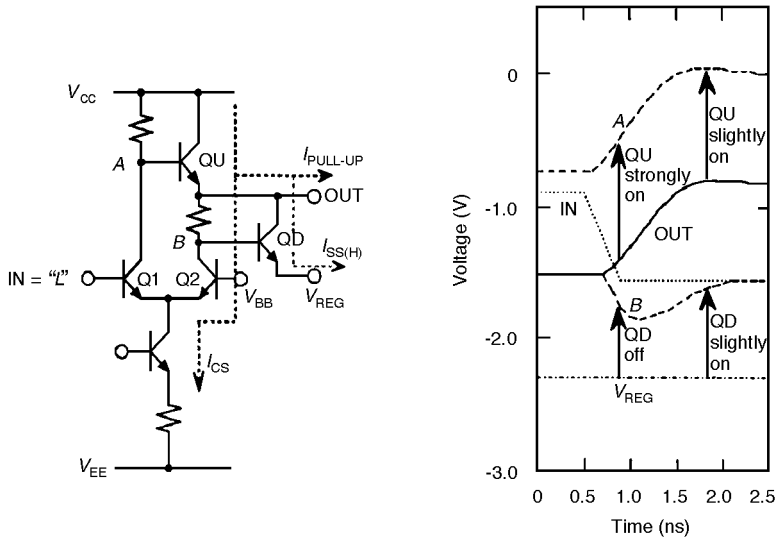 VCC
A
QU
IPULL-UP
OUT
B
QD
ISS(H)
IN = "L"
Q1
Q2
VBB
VREG
ICS
VEE
Voltage (V)
0
-1.0
-2.0
-3.0
A
QU
strongly
on
QU
slightly
on
IN
OUT
B
QD
off
QD
slightly
on
VREG
0 0.5 1.0 1.5 2.0 2.5
Time (ns)